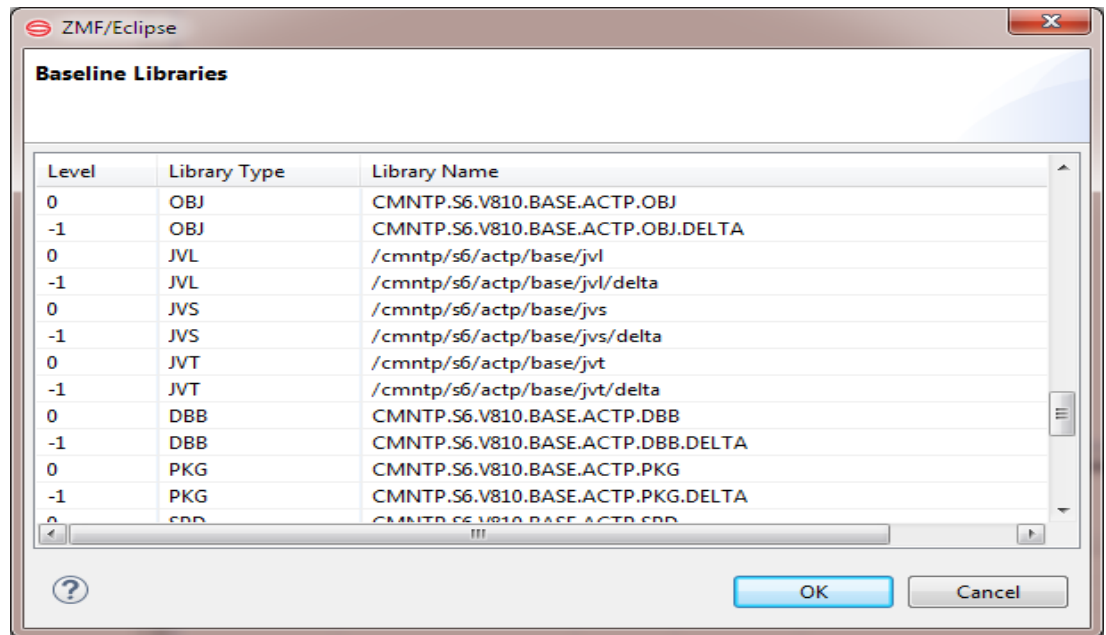 ZMF/Eclipse
Baseline Libraries
Level Library Type Library Name
0 OBJ CMNTP.S6.V810.BASE.ACTP.OBJ
-1 OBJ CMNTP.S6.V810.BASE.ACTP.OBJ.DELTA
0 JVL /cmntp/s6/actp/base/jvl
-1 JVL /cmntp/s6/actp/base/jvl/delta
0 JVS /cmntp/s6/actp/base/jvs
-1 JVS /cmntp/s6/actp/base/jvs/delta
0 JVT /cmntp/s6/actp/base/jvt
-1 JVT /cmntp/s6/actp/base/jvt/delta
0 DBB CMNTP.S6.V810.BASE.ACTP.DBB
-1 DBB CMNTP.S6.V810.BASE.ACTP.DBB.DELTA
0 PKG CMNTP.S6.V810.BASE.ACTP.PKG
-1 PKG CMNTP.S6.V810.BASE.ACTP.PKG.DELTA
OK Cancel